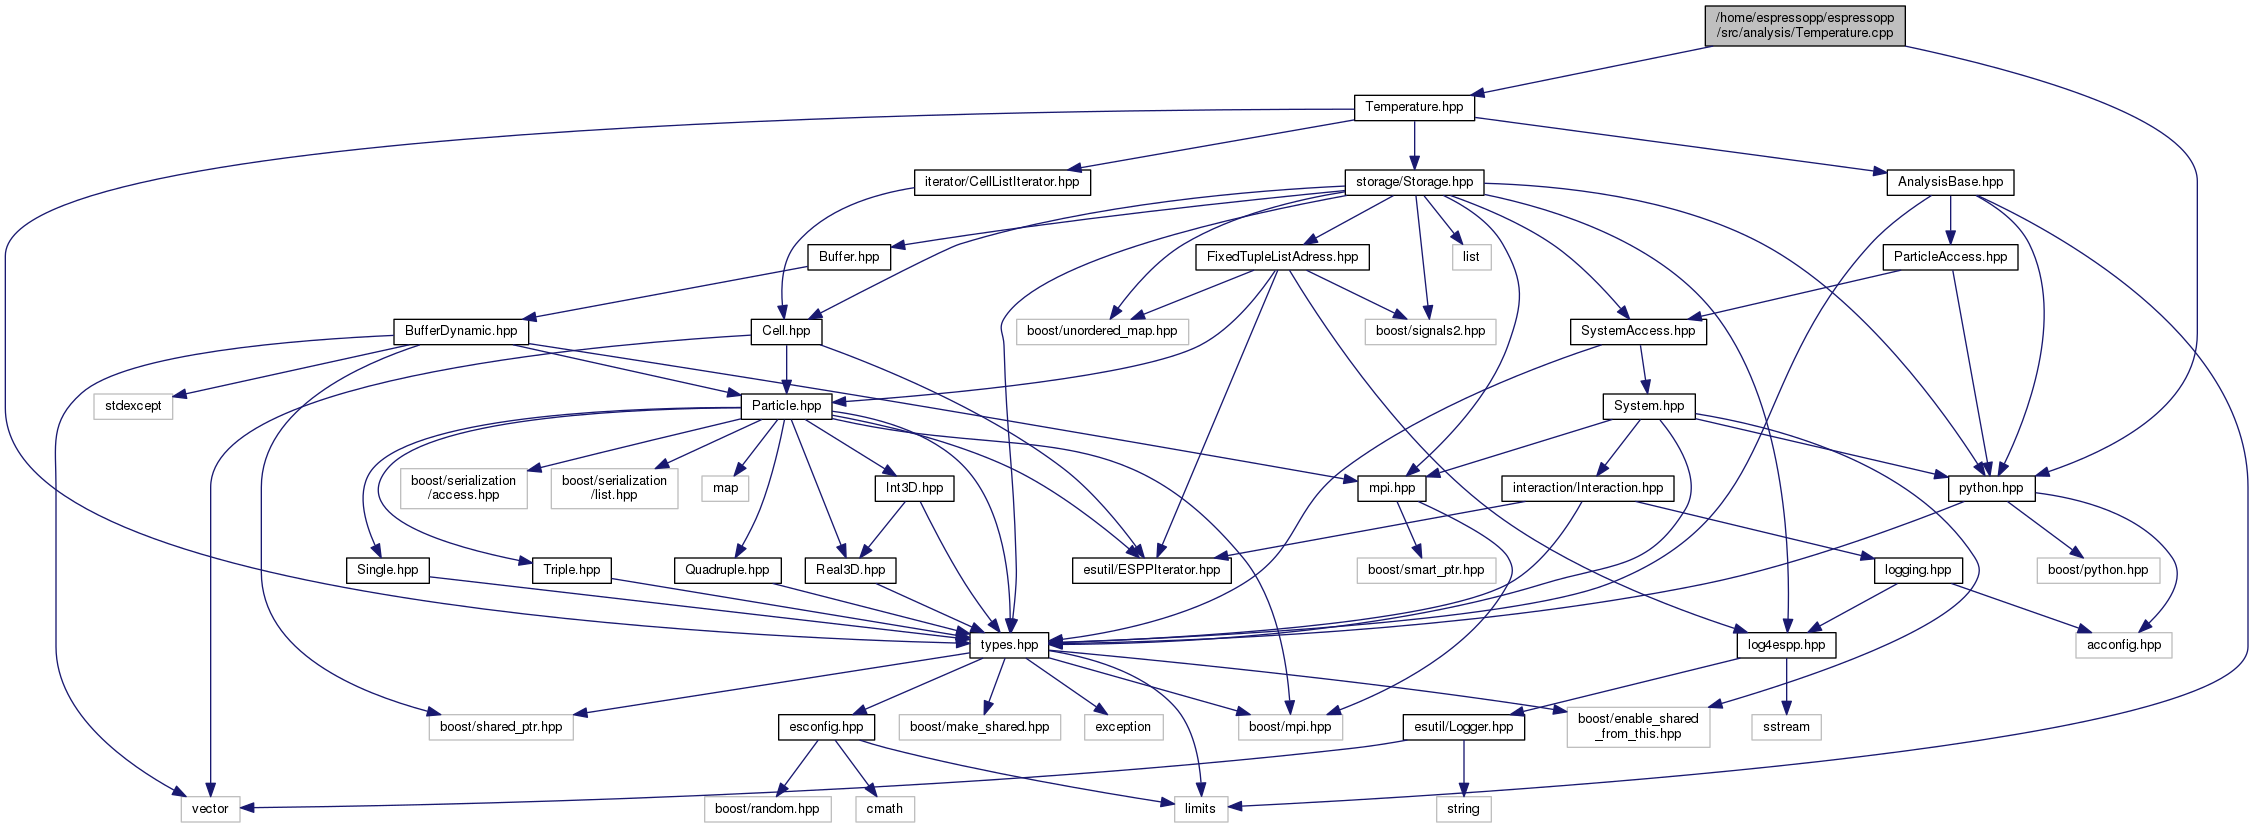 /home/espressopp/espressopp
/src/analysis/Temperature.cpp
Temperature.hpp
iterator/CellListIterator.hpp
storage/Storage.hpp
AnalysisBase.hpp
Buffer.hpp
FixedTupleListAdress.hpp
list
ParticleAccess.hpp
BufferDynamic.hpp
Cell.hpp
boost/unordered_map.hpp
boost/signals2.hpp
SystemAccess.hpp
stdexcept
Particle.hpp
System.hpp
boost/serialization
/access.hpp
boost/serialization
/list.hpp
map
Int3D.hpp
mpi.hpp
interaction/Interaction.hpp
python.hpp
Single.hpp
Triple.hpp
Quadruple.hpp
Real3D.hpp
esutil/ESPPIterator.hpp
boost/smart_ptr.hpp
logging.hpp
boost/python.hpp
types.hpp
log4espp.hpp
acconfig.hpp
boost/shared_ptr.hpp
esconfig.hpp
boost/make_shared.hpp
exception
boost/mpi.hpp
esutil/Logger.hpp
boost/enable_shared
_from_this.hpp
sstream
vector
boost/random.hpp
cmath
limits
string